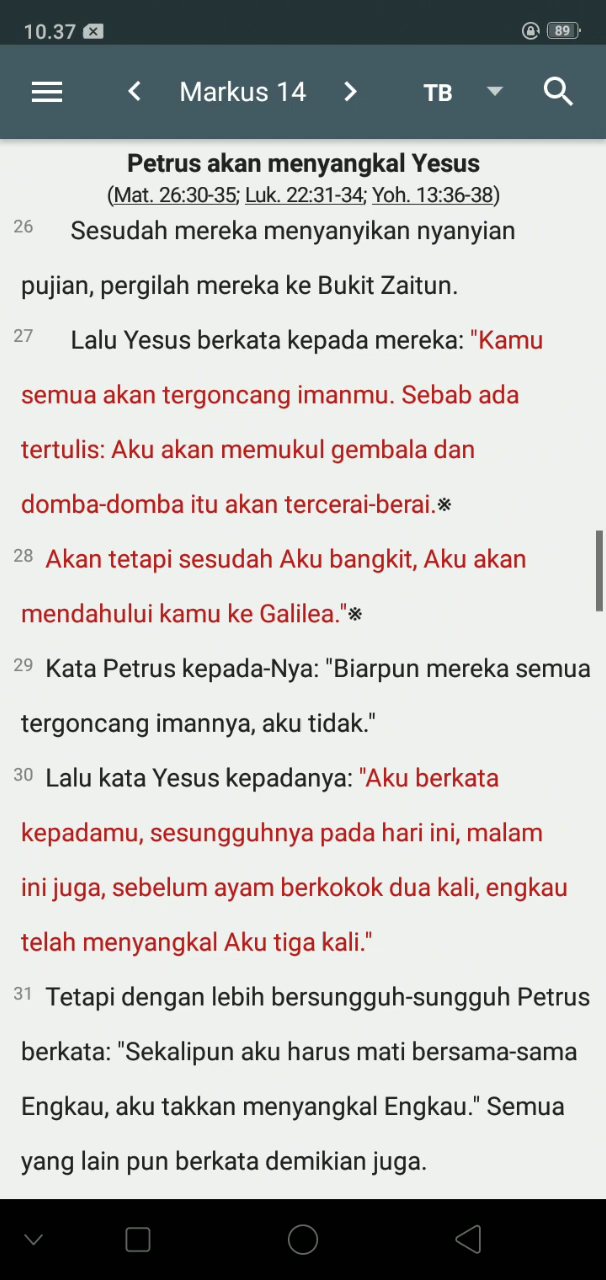 10.37
89
Markus 14
TB
Petrus akan menyangkal Yesus
(Mat. 26:30-35; Luk. 22:31-34; Yoh. 13:36-38)
26 Sesudah mereka menyanyikan nyanyian
pujian, pergilah mereka ke Bukit Zaitun.
27 Lalu Yesus berkata kepada mereka: "Kamu
semua akan tergoncang imanmu. Sebab ada
tertulis: Aku akan memukul gembala dan
domba-domba itu akan tercerai-berai.※
28 Akan tetapi sesudah Aku bangkit, Aku akan
mendahului kamu ke Galilea."※
29 Kata Petrus kepada-Nya: "Biarpun mereka semua
tergoncang imannya, aku tidak."
30 Lalu kata Yesus kepadanya: "Aku berkata
kepadamu, sesungguhnya pada hari ini, malam
ini juga, sebelum ayam berkokok dua kali, engkau
telah menyangkal Aku tiga kali."
31 Tetapi dengan lebih bersungguh-sungguh Petrus
berkata: "Sekalipun aku harus mati bersama-sama
Engkau, aku takkan menyangkal Engkau." Semua
yang lain pun berkata demikian juga.